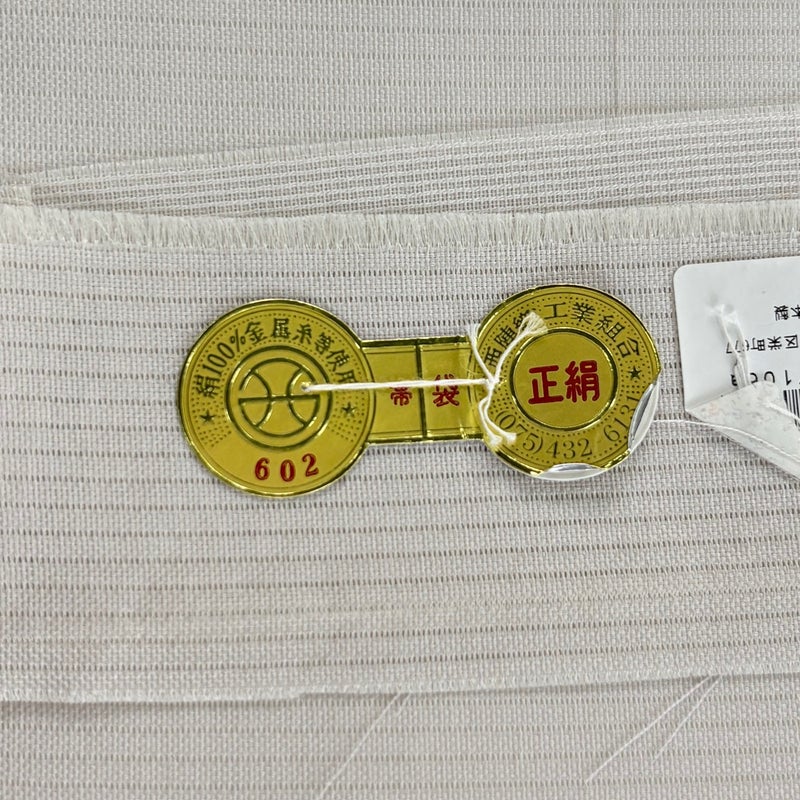 絹100%金属糸等使用
602
帯袋
西陣織工業組合
正絹
(075)432 6131